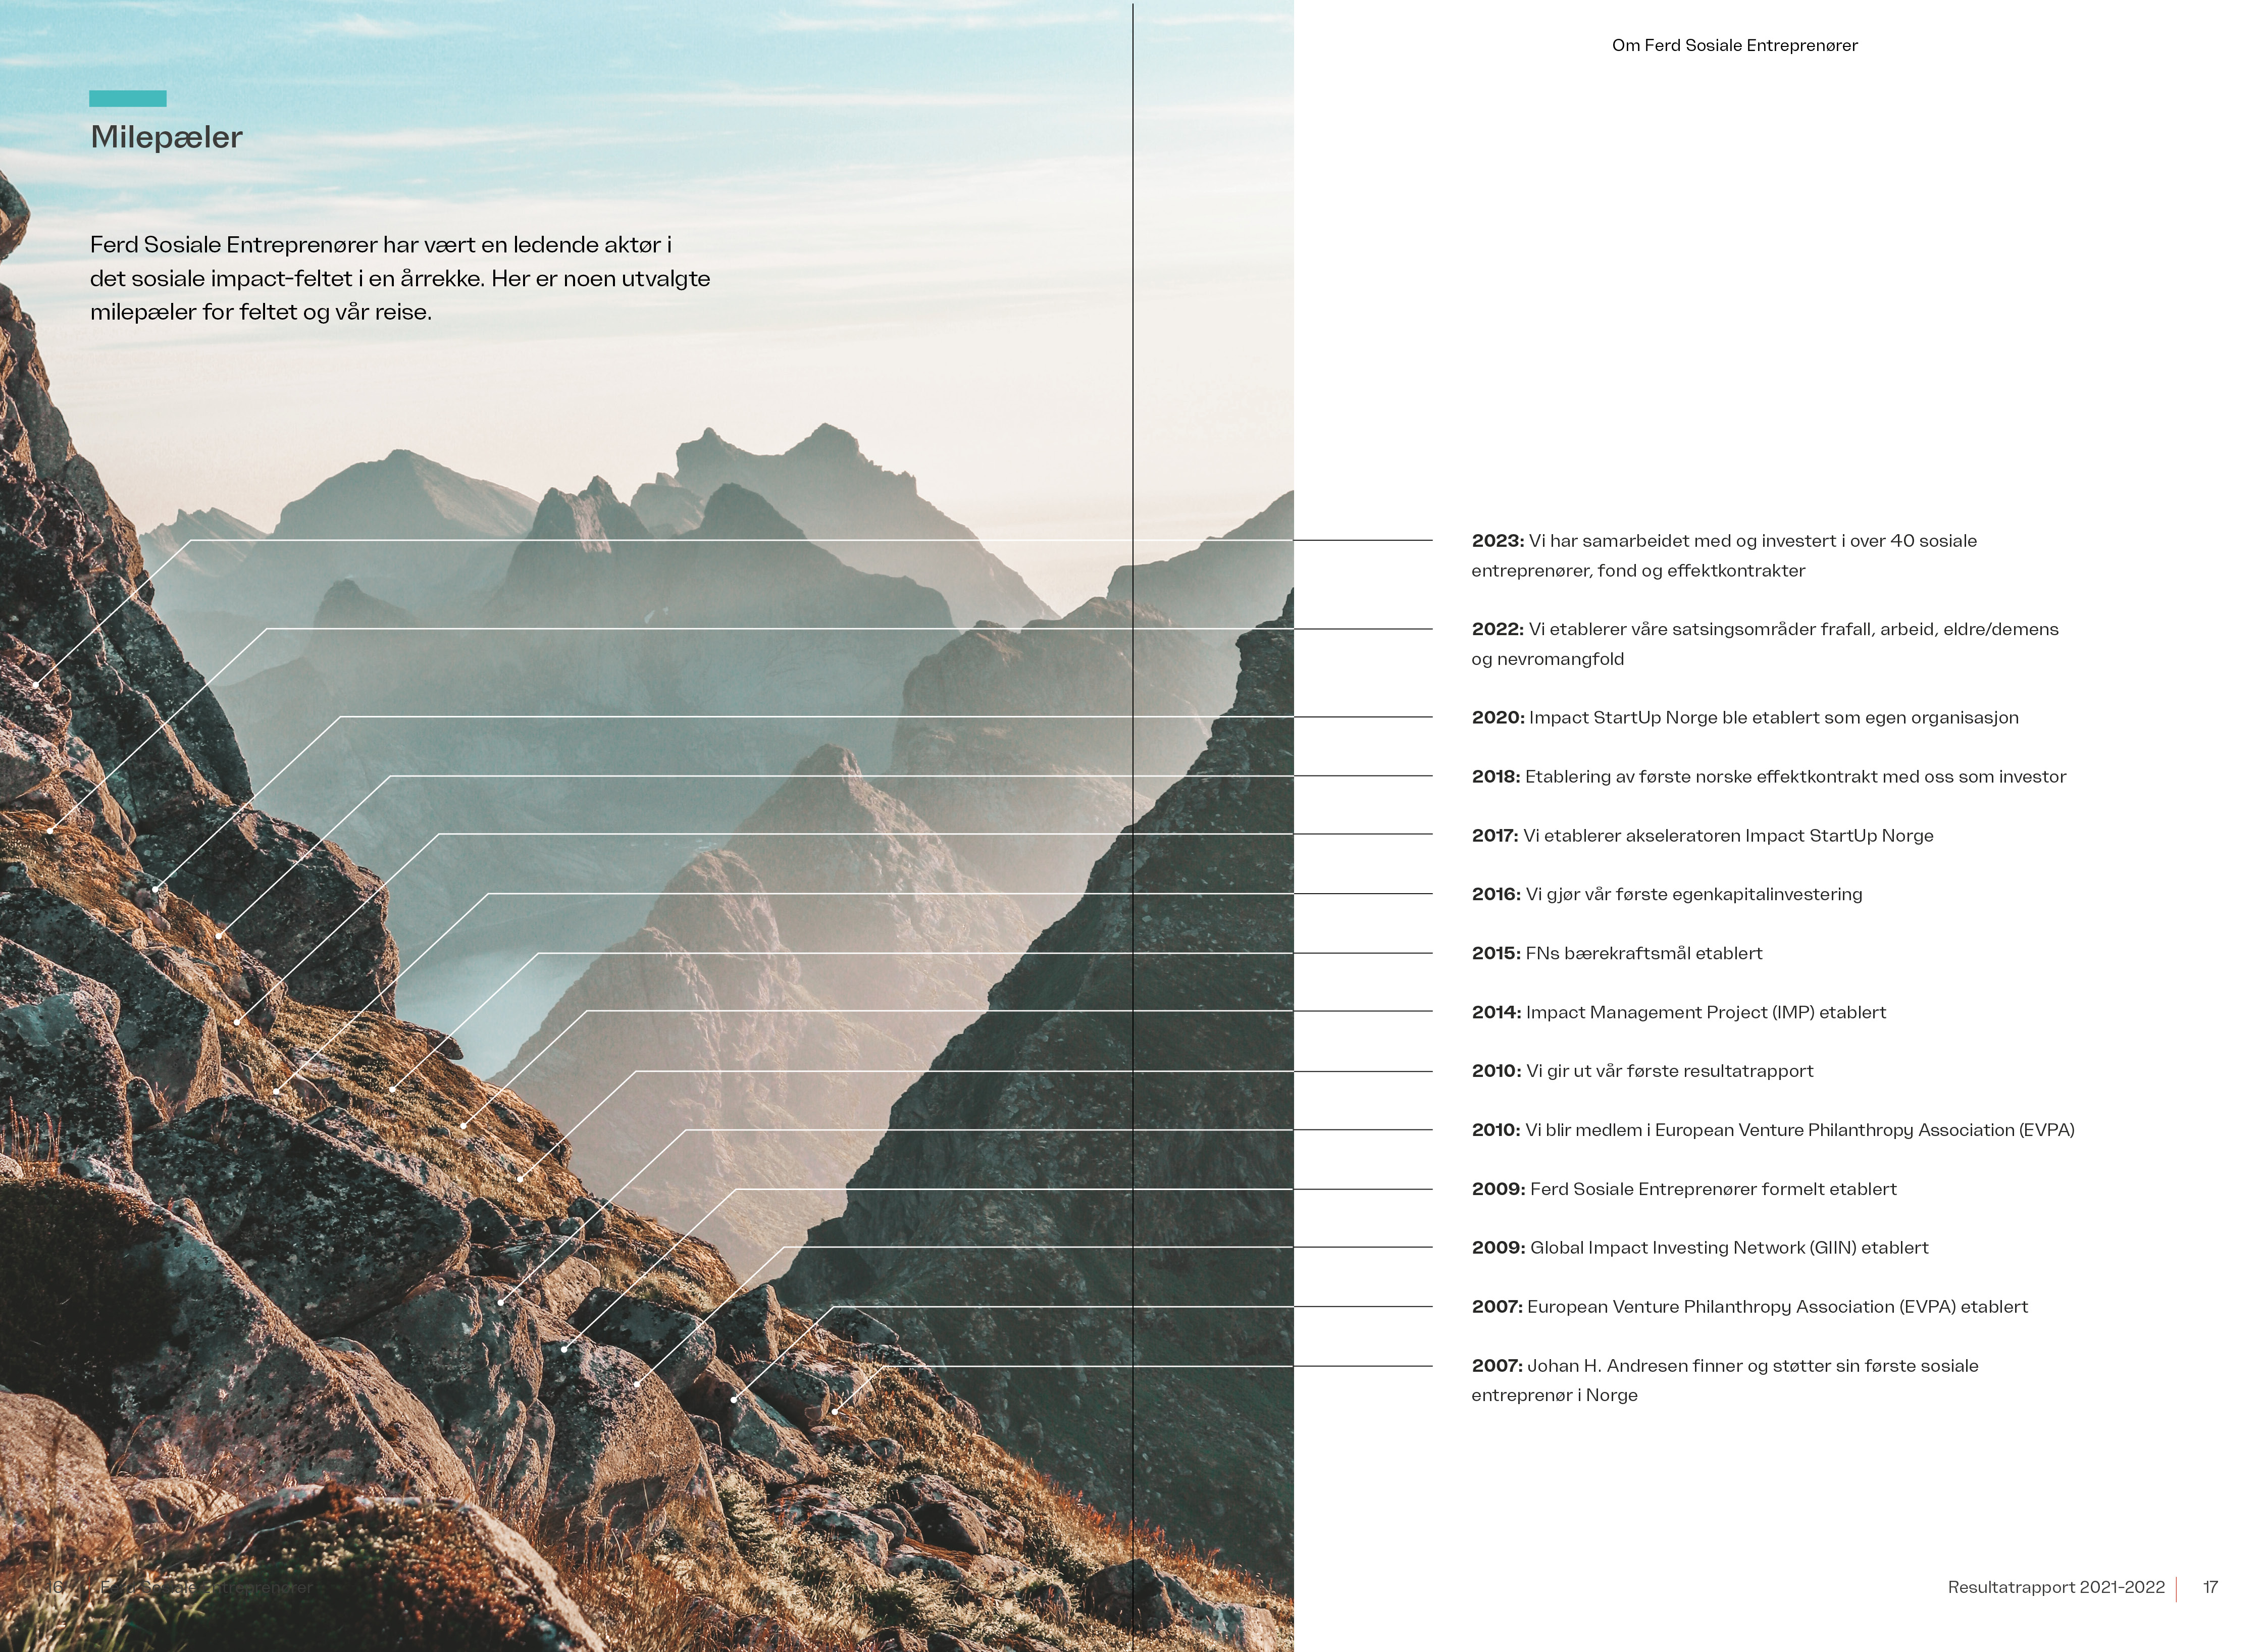 Om Ferd Sosiale Entreprenører
Milepæler
Ferd Sosiale Entreprenører har vært en ledende aktør i
det sosiale impact-feltet i en årrekke. Her er noen utvalgte
milepæler for feltet og vår reise.
2023: Vi har samarbeidet med og investert i over 40 sosiale
entreprenører, fond og effektkontrakter
2022: Vi etablerer våre satsingsområder frafall, arbeid, eldre/demens
og nevromangfold
2020: Impact StartUp Norge ble etablert som egen organisasjon
2018: Etablering av første norske effektkontrakt med oss som investor
2017: Vi etablerer akseleratoren Impact StartUp Norge
2016: Vi gjør vår første egenkapitalinvestering
2015: FNs bærekraftsmål etablert
2014: Impact Management Project (IMP) etablert
2010: Vi gir ut vår første resultatrapport
2010: Vi blir medlem i European Venture Philanthropy Association (EVPA)
2009: Ferd Sosiale Entreprenører formelt etablert
2009: Global Impact Investing Network (GIIN) etablert
2007: European Venture Philanthropy Association (EVPA) etablert
2007: Johan H. Andresen finner og støtter sin første sosiale
entreprenør i Norge
16 Ferd Sosiale Entreprenører
Resultatrapport 2021-2022 17